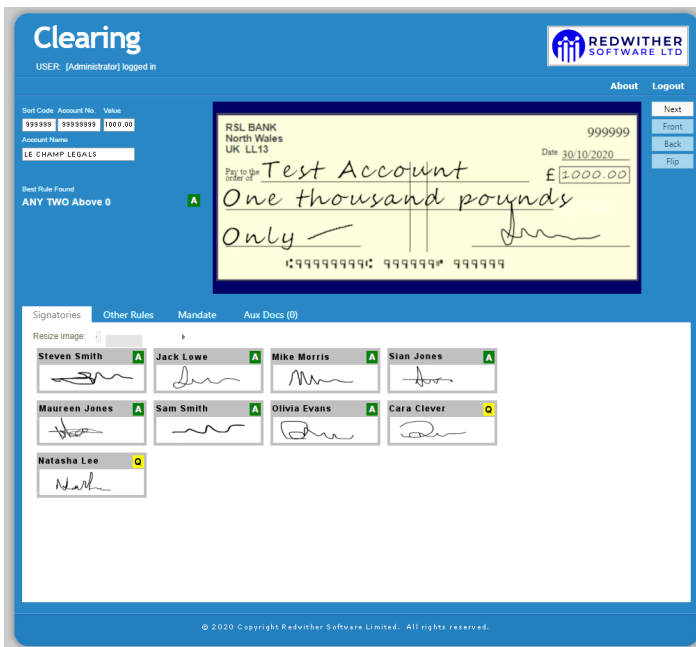 Clearing
USER: [Administrator] logged in
REDWITHER
SOFTWARE LTD
About Logout
Sort Code Account No. Value
999999 99999999 1000.00
Account Name
LE CHAMP LEGALS
Best Rule Found
ANY TWO Above 0 A
RSL BANK
North Wales
UK LL13
999999
Date 30/10/2020
Pay to the order of Test Account £ 1000.00
One thousand pounds
Only
⑆99999999⑆ 999999⑈ 999999
Next
Front
Back
Flip
Signatories Other Rules Mandate Aux Docs (0)
Resize image:
Steven Smith A Jack Lowe A Mike Morris A Sian Jones A
Maureen Jones A Sam Smith A Olivia Evans A Cara Clever Q
Natasha Lee Q
© 2020 Copyright Redwither Software Limited. All rights reserved.